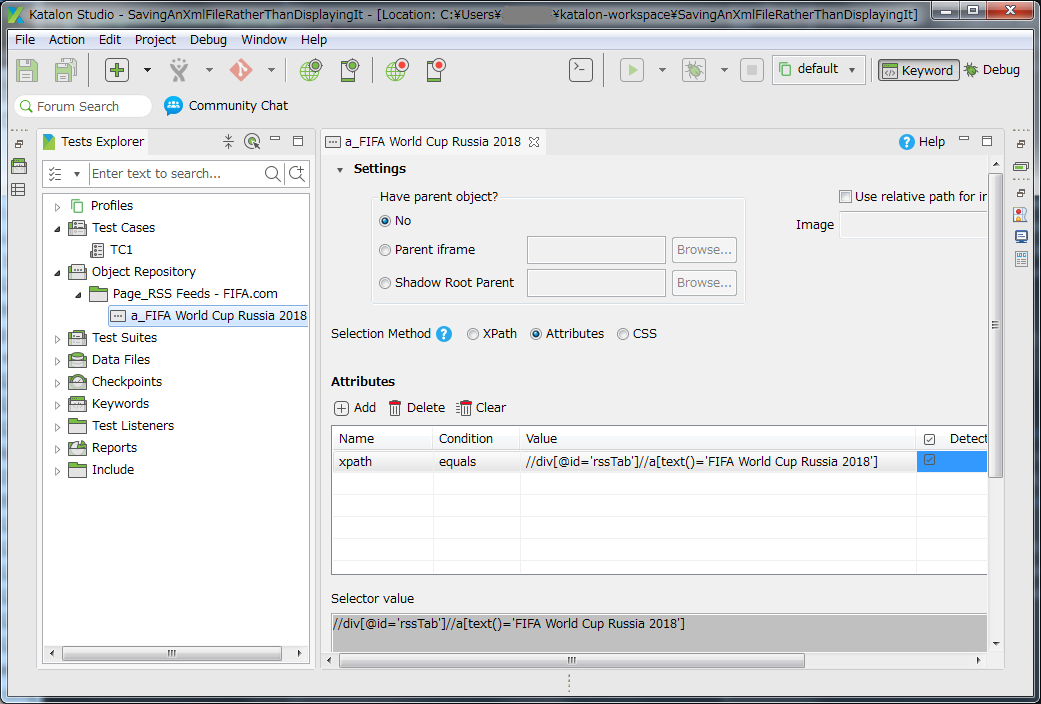 Katalon Studio - SavingAnXmlFileRatherThanDisplayingIt - [Location: C:¥Users¥ ¥katalon-workspace¥SavingAnXmlFileRatherThanDisplayingIt]
File Action Edit Project Debug Window Help
default Keyword Debug
Forum Search Community Chat
Tests Explorer
Enter text to search...
Profiles
Test Cases
TC1
Object Repository
Page_RSS Feeds - FIFA.com
a_FIFA World Cup Russia 2018
Test Suites
Data Files
Checkpoints
Keywords
Test Listeners
Reports
Include
a_FIFA World Cup Russia 2018 Help
Settings
Have parent object?
No
Parent iframe Browse...
Shadow Root Parent Browse...
Use relative path for ir
Image
Selection Method ? XPath Attributes CSS
Attributes
Add Delete Clear
Name Condition Value Detect
xpath equals //div[@id='rssTab']//a[text()='FIFA World Cup Russia 2018']
Selector value
//div[@id='rssTab']//a[text()='FIFA World Cup Russia 2018']